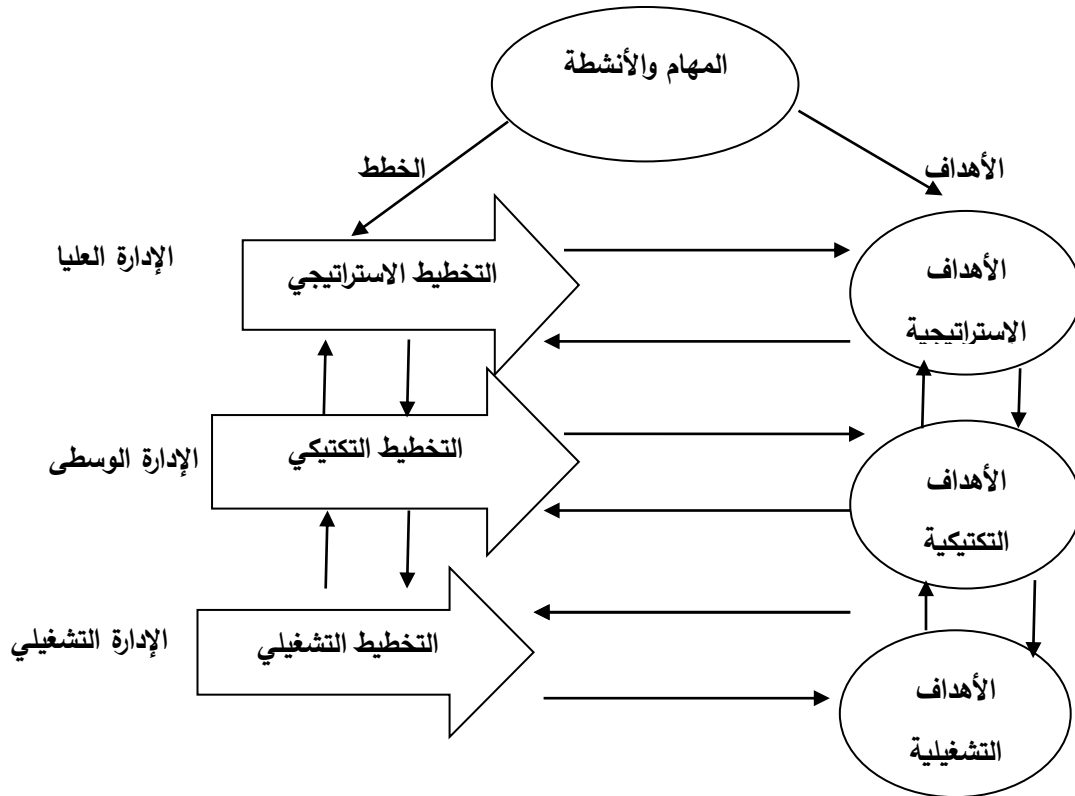 المهام والأنشطة
الأهداف
الخطط
الأهداف
الإستراتيجية
التخطيط الاستراتيجي
الإدارة العليا
الأهداف
التكتيكية
التخطيط التكتيكي
الإدارة الوسطى
الأهداف
التشغيلية
التخطيط التشغيلي
الإدارة التشغيلي